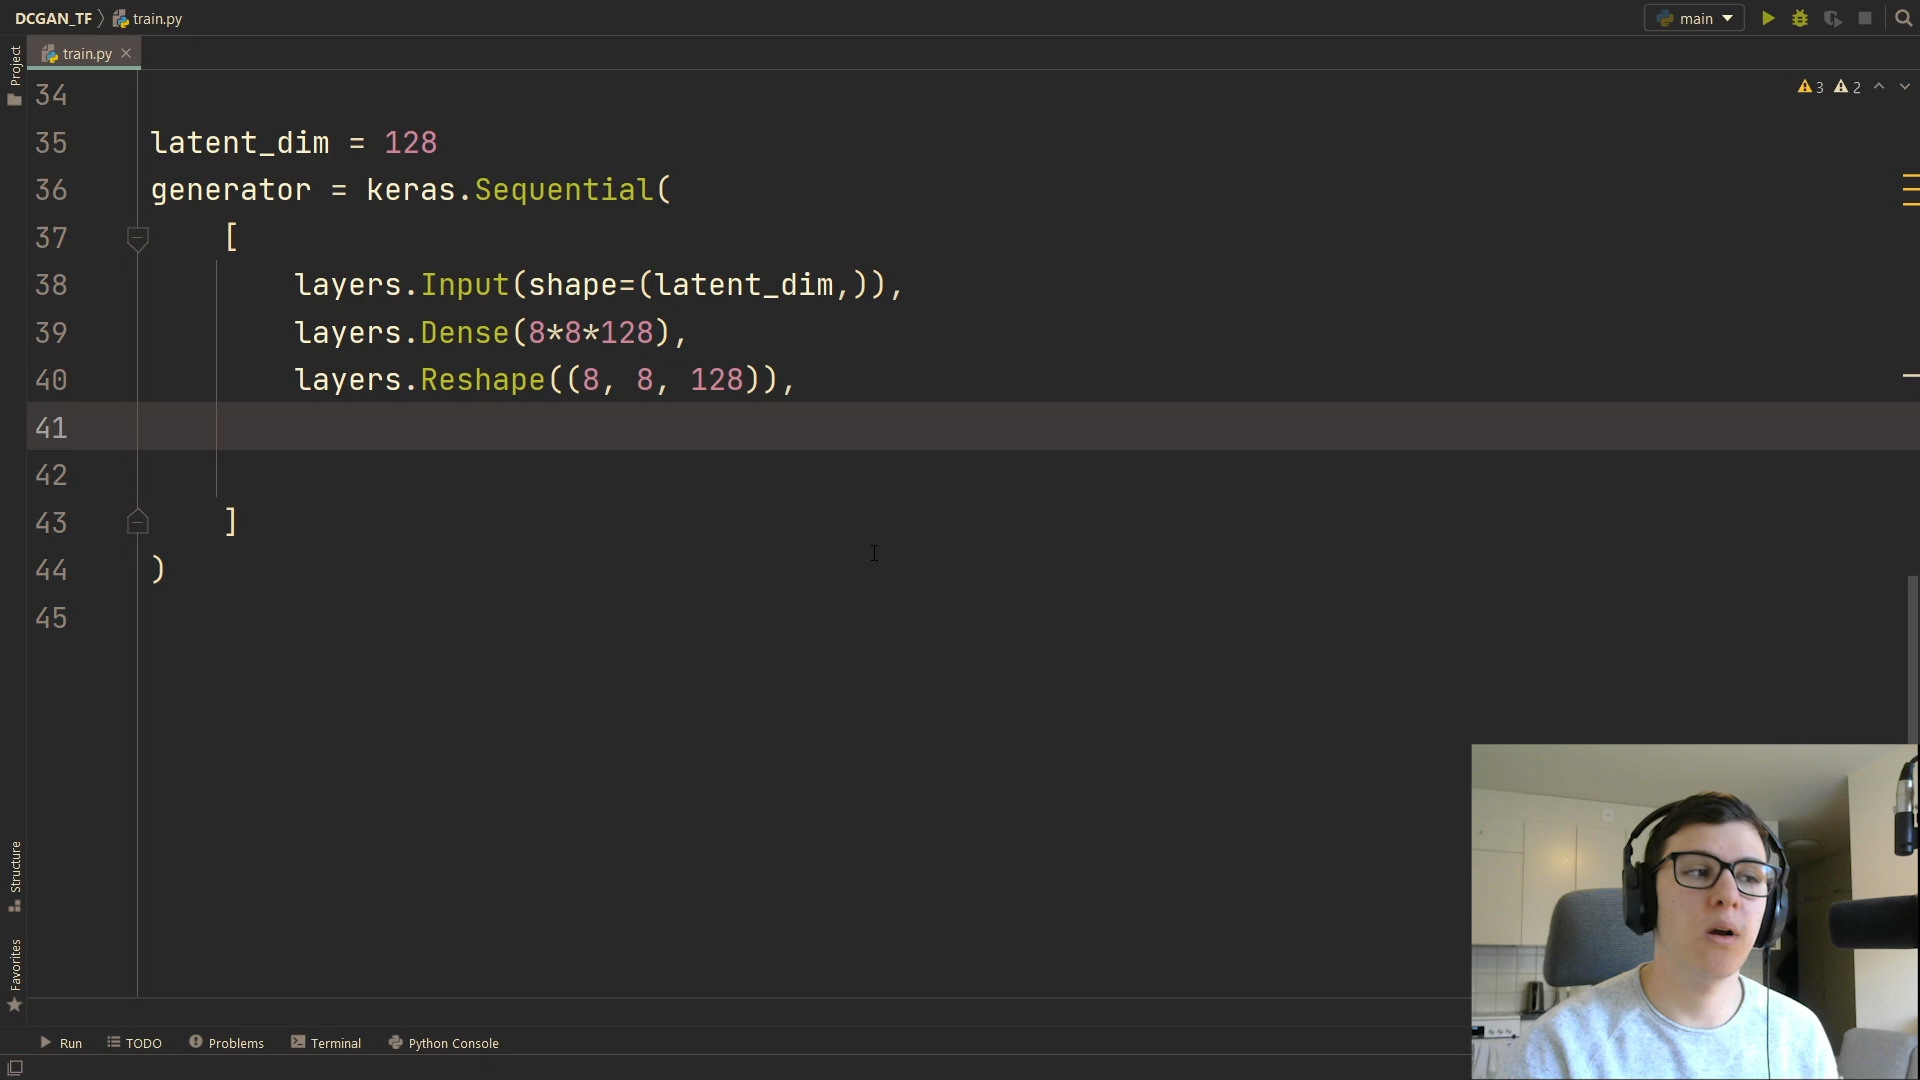 DCGAN_TF
train.py
main
train.py
Project
3
2
34
35 latent_dim = 128
36 generator = keras.Sequential(
37 [
38 layers.Input(shape=(latent_dim,)),
39 layers.Dense(8*8*128),
40 layers.Reshape((8, 8, 128)),
41
42
43 ]
44 )
45
Structure
Favorites
Run
TODO
Problems
Terminal
Python Console